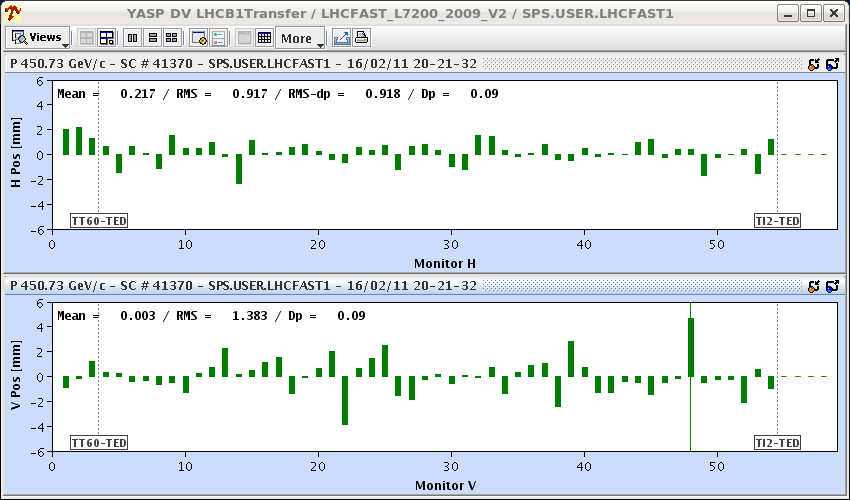 YASP DV LHCB1Transfer / LHCFAST_L7200_2009_V2 / SPS.USER.LHCFAST1
Views
More
P 450.73 GeV/c - SC # 41370 - SPS.USER.LHCFAST1 - 16/02/11 20-21-32
Mean = 0.217 / RMS = 0.917 / RMS-dp = 0.918 / Dp = 0.09
H Pos [mm]
6
4
2
0
-2
-4
-6
TT60-TED
TI2-TED
0 10 20 30 40 50
Monitor H
P 450.73 GeV/c - SC # 41370 - SPS.USER.LHCFAST1 - 16/02/11 20-21-32
Mean = 0.003 / RMS = 1.383 / Dp = 0.09
V Pos [mm]
6
4
2
0
-2
-4
-6
TT60-TED
TI2-TED
0 10 20 30 40 50
Monitor V